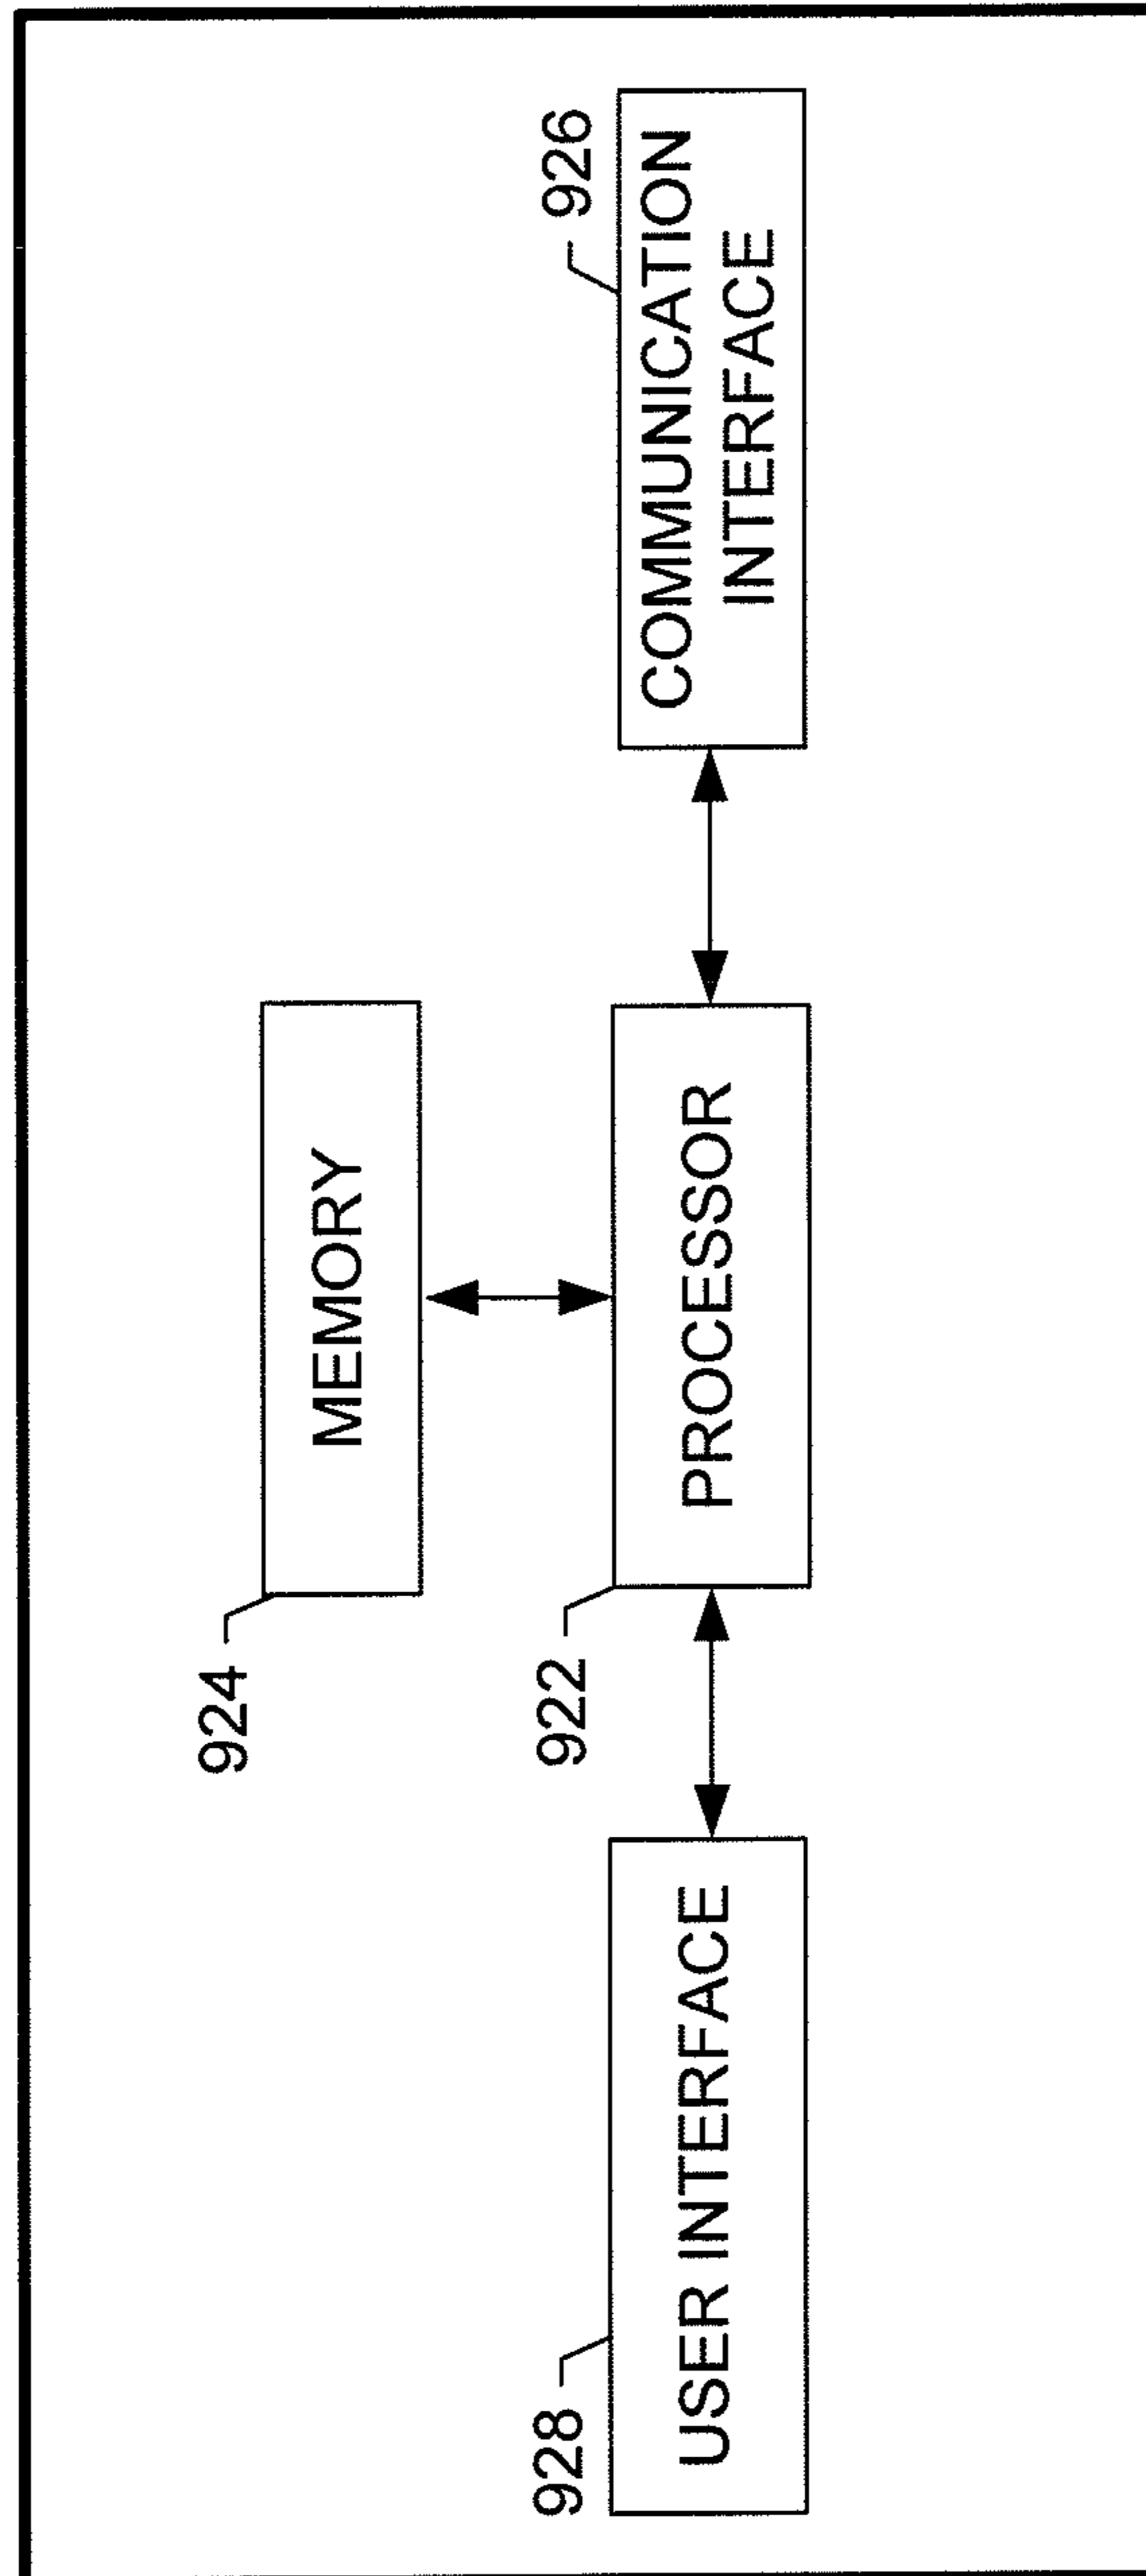 924
MEMORY
928
USER INTERFACE
922
PROCESSOR
926
COMMUNICATION
INTERFACE